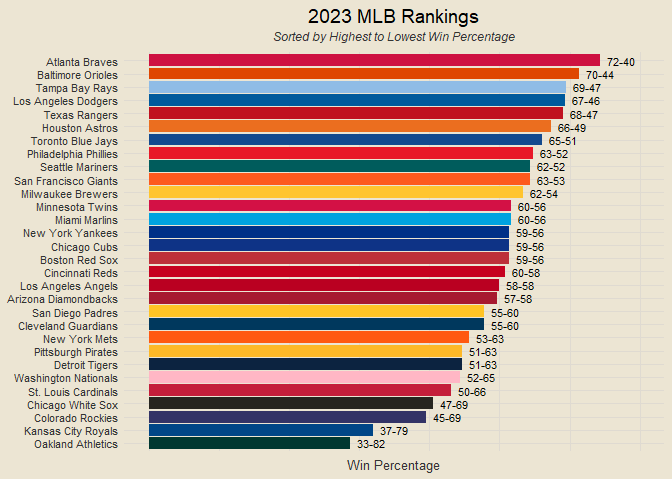 2023 MLB Rankings
Sorted by Highest to Lowest Win Percentage
Atlanta Braves 72-40
Baltimore Orioles 70-44
Tampa Bay Rays 69-47
Los Angeles Dodgers 67-46
Texas Rangers 68-47
Houston Astros 66-49
Toronto Blue Jays 65-51
Philadelphia Phillies 63-52
Seattle Mariners 62-52
San Francisco Giants 63-53
Milwaukee Brewers 62-54
Minnesota Twins 60-56
Miami Marlins 60-56
New York Yankees 59-56
Chicago Cubs 59-56
Boston Red Sox 59-56
Cincinnati Reds 60-58
Los Angeles Angels 58-58
Arizona Diamondbacks 57-58
San Diego Padres 55-60
Cleveland Guardians 55-60
New York Mets 53-63
Pittsburgh Pirates 51-63
Detroit Tigers 51-63
Washington Nationals 52-65
St. Louis Cardinals 50-66
Chicago White Sox 47-69
Colorado Rockies 45-69
Kansas City Royals 37-79
Oakland Athletics 33-82
Win Percentage